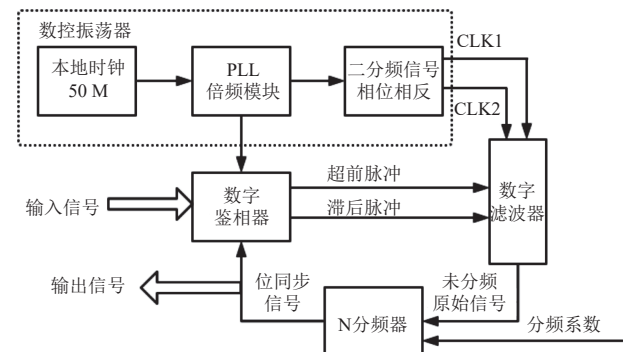 数控振荡器
本地时钟
50 M
PLL
倍频模块
二分频信号
相位相反
CLK1
CLK2
输入信号
数字
鉴相器
超前脉冲
滞后脉冲
数字
滤波器
输出信号
位同步
信号
N分频器
未分频
原始信号
分频系数